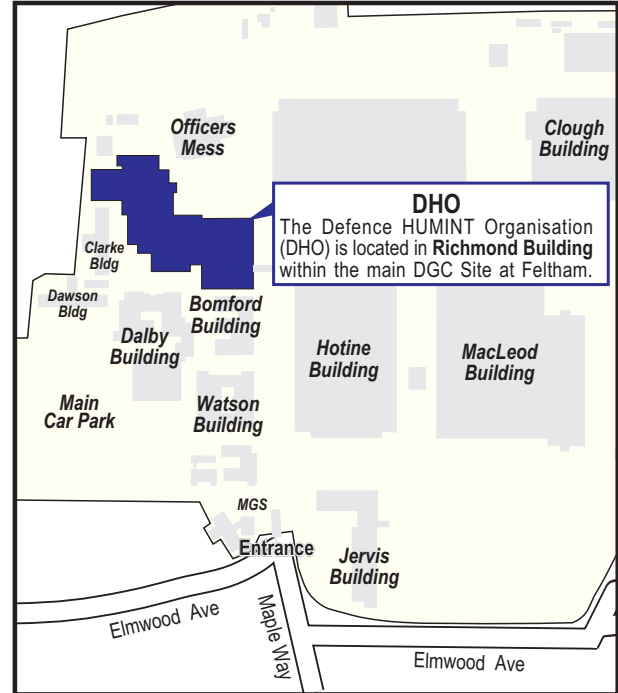 Officers
Mess
Clough
Building
DHO
The Defence HUMINT Organisation
(DHO) is located in Richmond Building
within the main DGC Site at Feltham.
Clarke
Bldg
Dawson
Bldg
Bomford
Building
Dalby
Building
Hotine
Building
MacLeod
Building
Main
Car Park
Watson
Building
MGS
Entrance
Jervis
Building
Elmwood Ave
Maple Way
Elmwood Ave